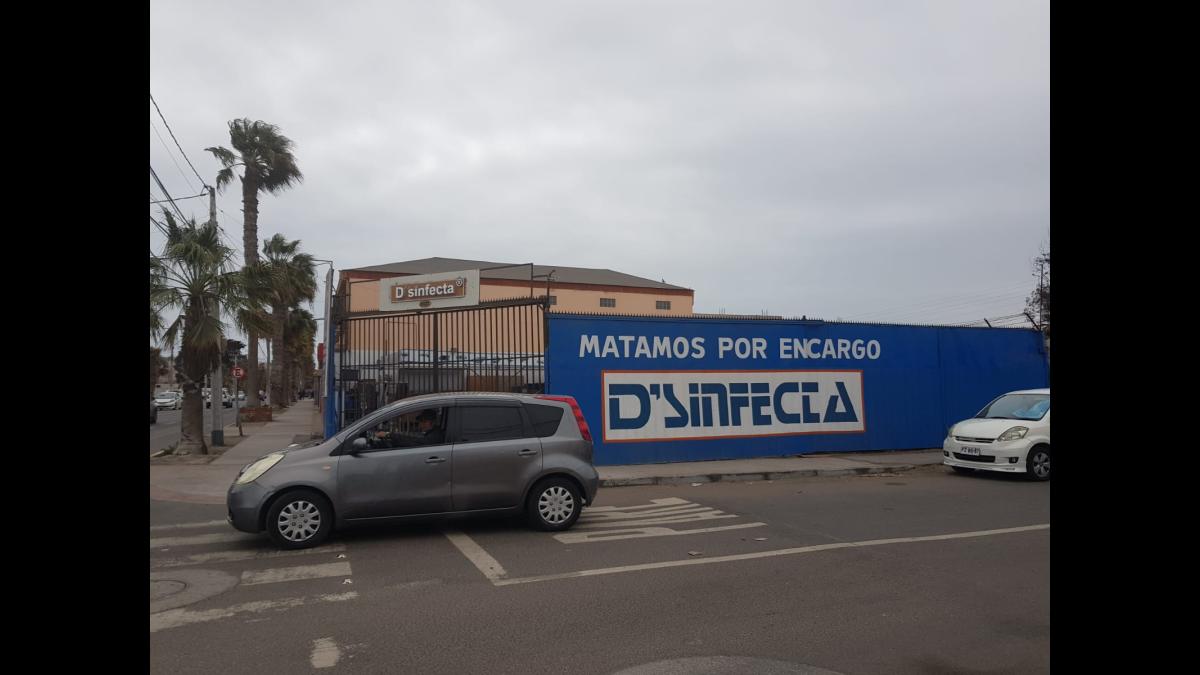 D'sinfecta®
MATAMOS POR ENCARGO
D'SINFECTA
E